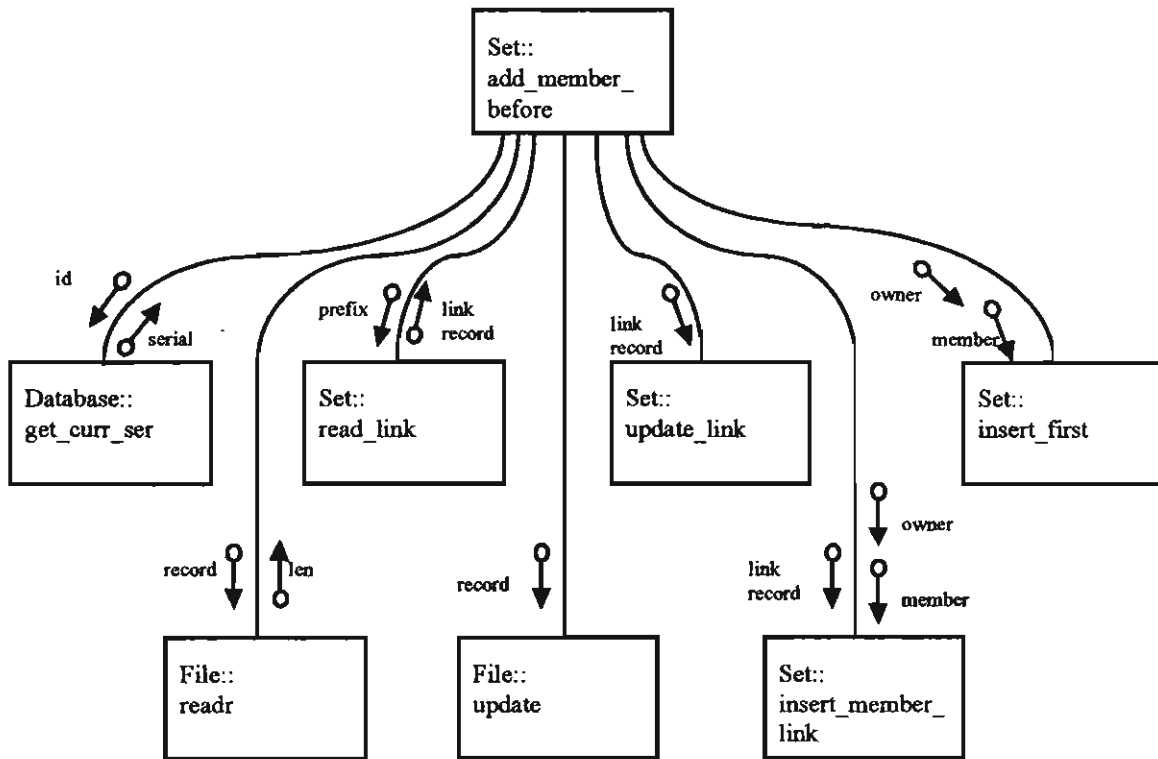 Set::
add_member_
before
id
serial
prefix
link
record
link
record
owner
member
Database::
get_curr_ser
Set::
read_link
Set::
update_link
Set::
insert_first
record
len
record
link
record
owner
member
File::
readr
File::
update
Set::
insert_member_
link